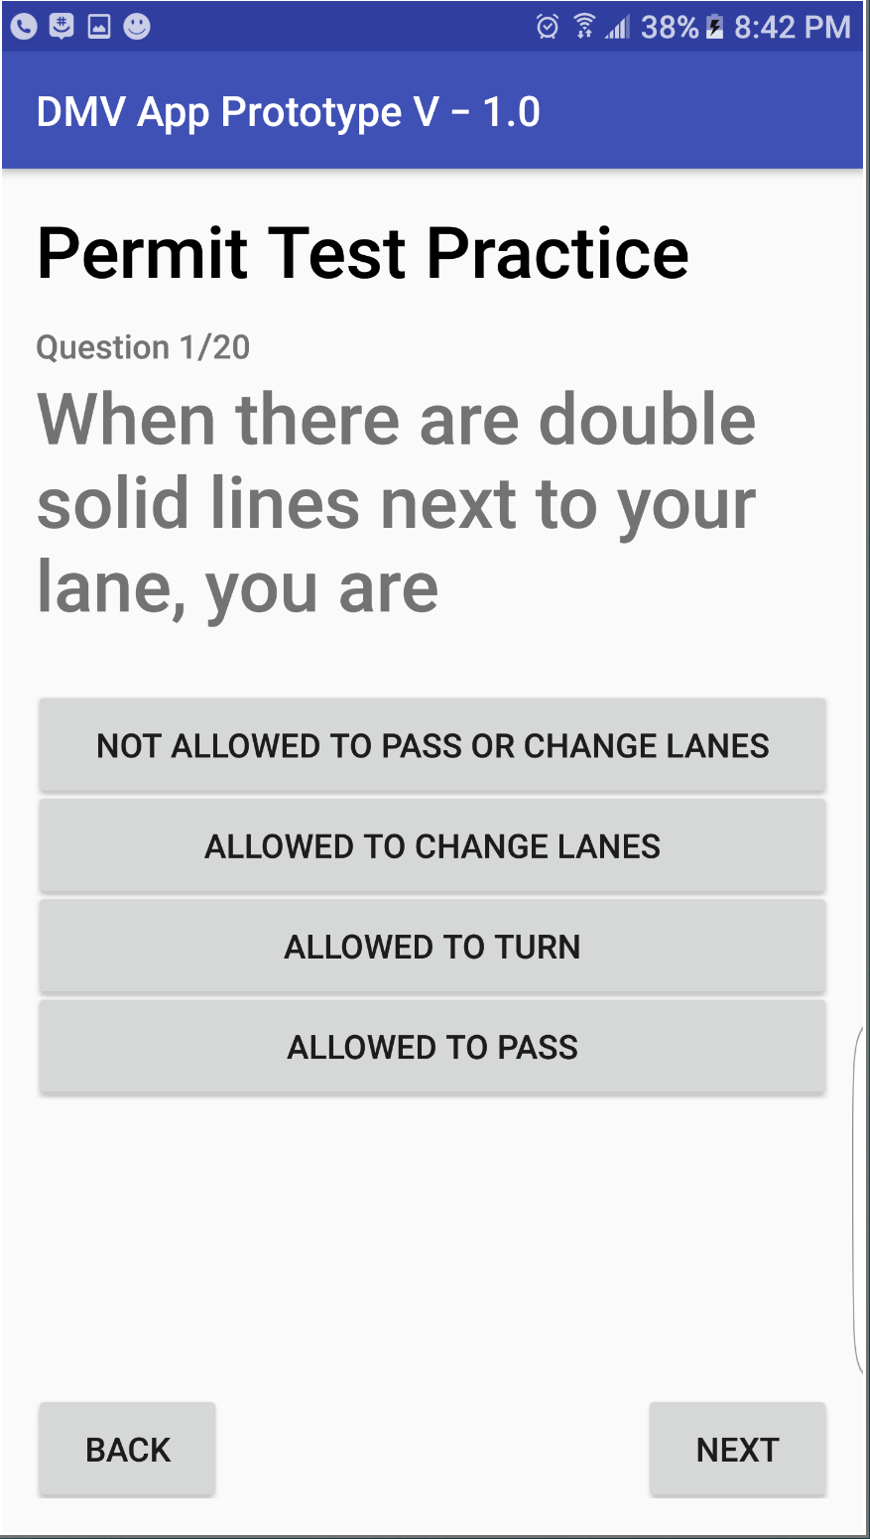 38% 8:42 PM
DMV App Prototype V - 1.0
Permit Test Practice
Question 1/20
When there are double
solid lines next to your
lane, you are
NOT ALLOWED TO PASS OR CHANGE LANES
ALLOWED TO CHANGE LANES
ALLOWED TO TURN
ALLOWED TO PASS
BACK NEXT